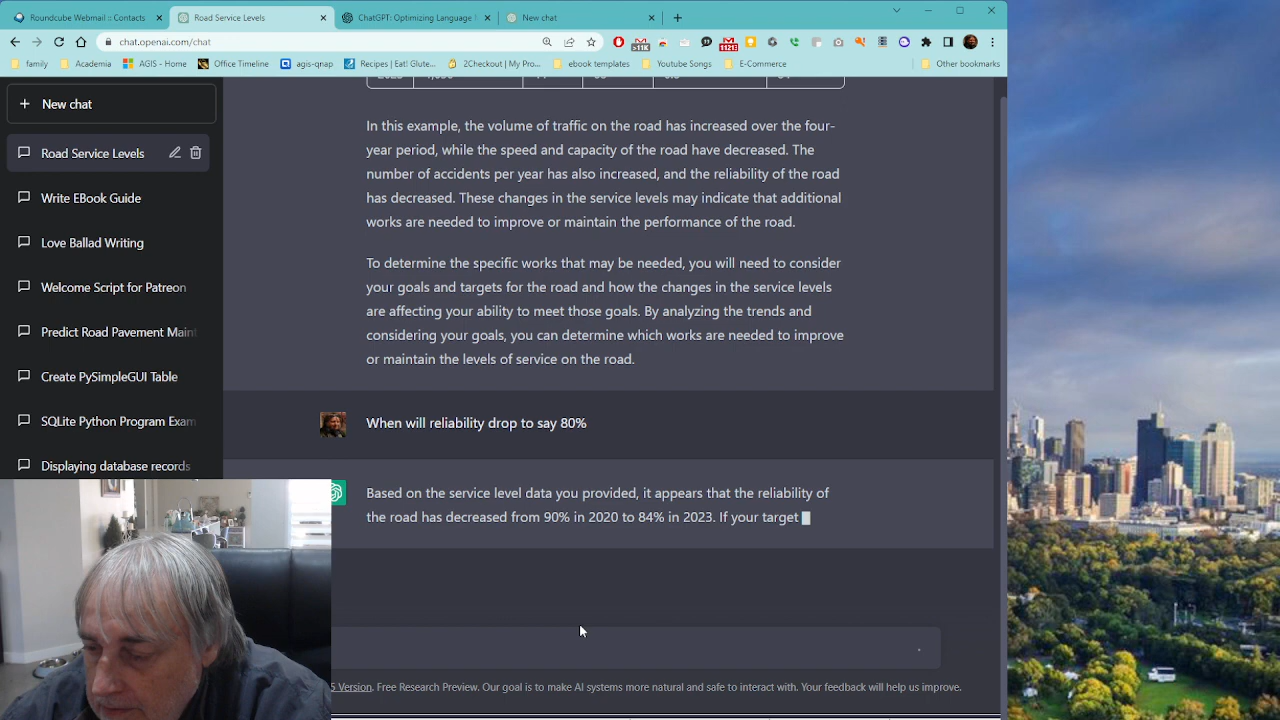 Roundcube Webmail :: Contacts
Road Service Levels
ChatGPT: Optimizing Language
New chat
chat.openai.com/chat
>11K
11213
family
Academia
AGIS - Home
Office Timeline
agis-qnap
Recipes | Eat! Glute...
2Checkout | My Pro...
ebook templates
Youtube Songs
E-Commerce
Other bookmarks
New chat
Road Service Levels
Write EBook Guide
Love Ballad Writing
Welcome Script for Patreon
Predict Road Pavement Maint
Create PySimpleGUI Table
SQLite Python Program Exam
Displaying database records
In this example, the volume of traffic on the road has increased over the four-
year period, while the speed and capacity of the road have decreased. The
number of accidents per year has also increased, and the reliability of the road
has decreased. These changes in the service levels may indicate that additional
works are needed to improve or maintain the performance of the road.
To determine the specific works that may be needed, you will need to consider
your goals and targets for the road and how the changes in the service levels
are affecting your ability to meet those goals. By analyzing the trends and
considering your goals, you can determine which works are needed to improve
or maintain the levels of service on the road.
When will reliability drop to say 80%
Based on the service level data you provided, it appears that the reliability of
the road has decreased from 90% in 2020 to 84% in 2023. If your target
5 Version. Free Research Preview. Our goal is to make AI systems more natural and safe to interact with. Your feedback will help us improve.